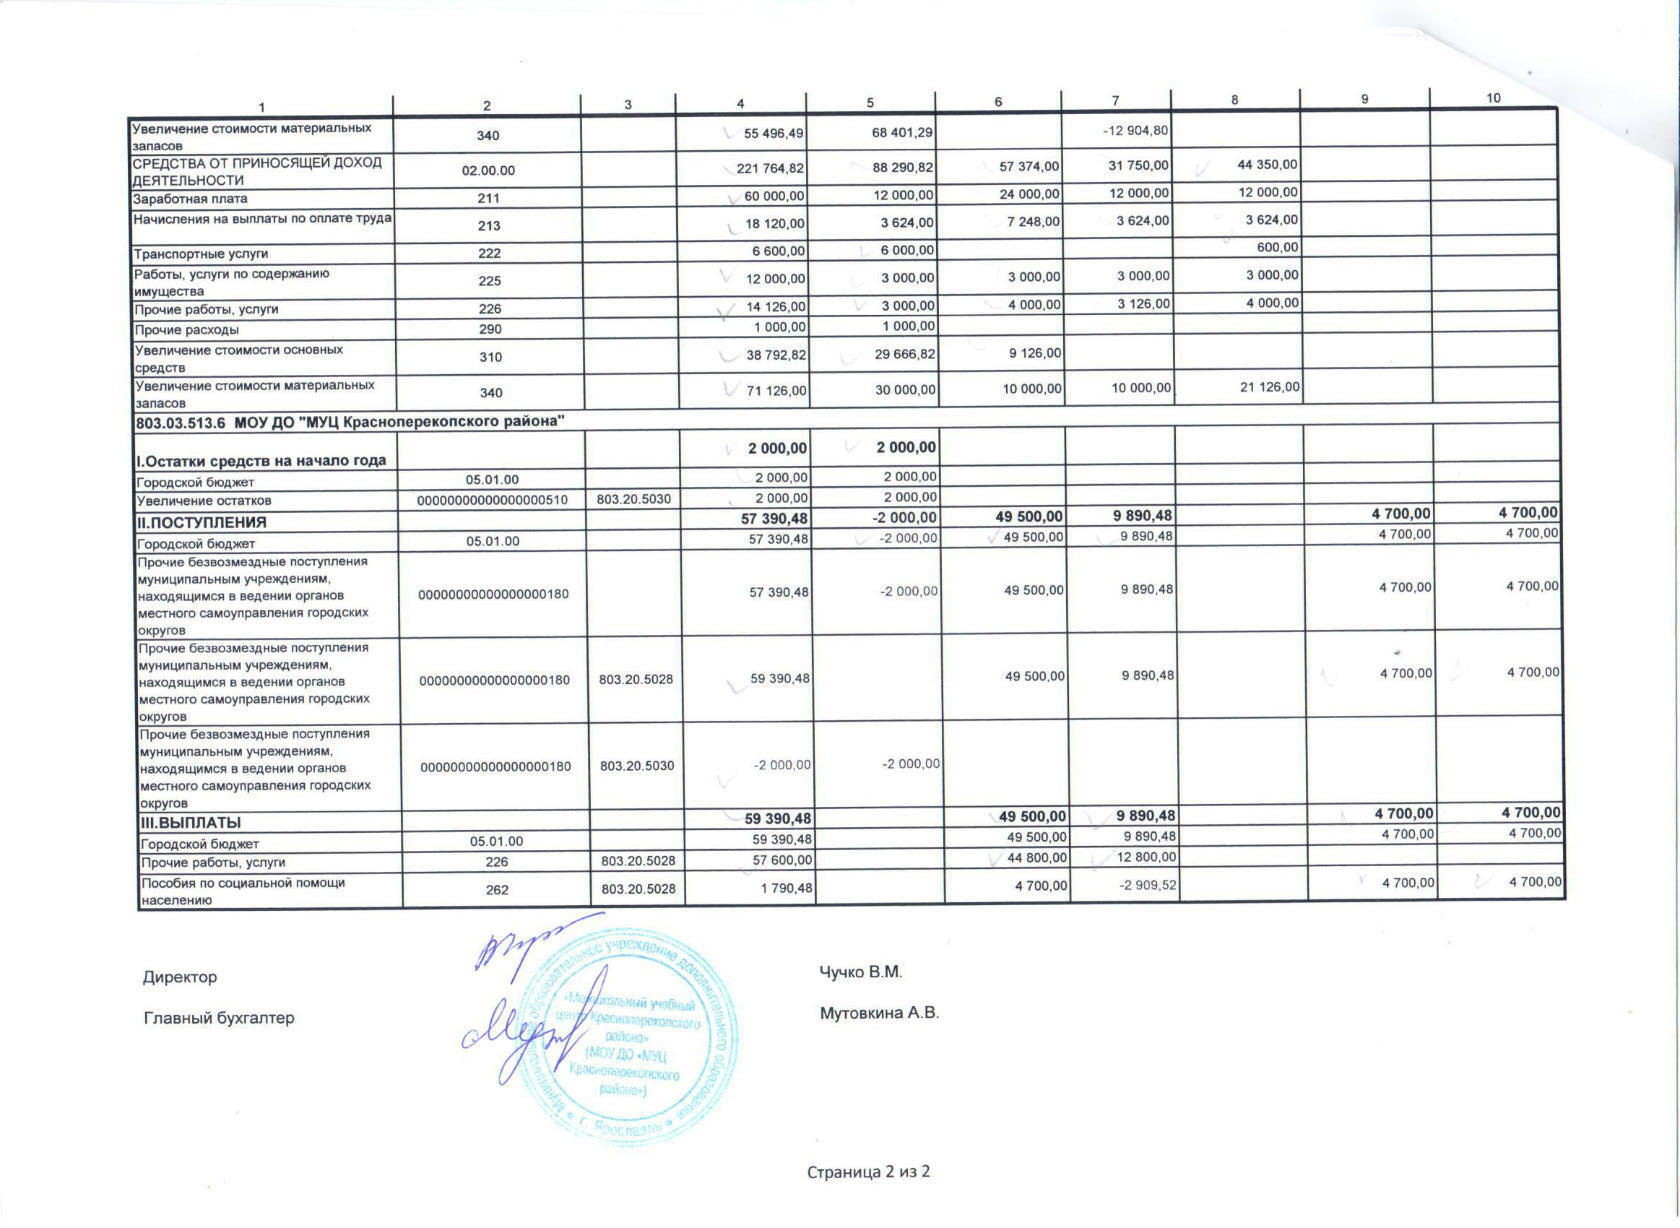 1 2 3 4 5 6 7 8 9 10
Увеличение стоимости материальных
запасов 340 55 496,49 68 401,29 -12 904,80
СРЕДСТВА ОТ ПРИНОСЯЩЕЙ ДОХОД
ДЕЯТЕЛЬНОСТИ 02.00.00 221 764,82 88 290,82 57 374,00 31 750,00 44 350,00
Заработная плата 211 60 000,00 12 000,00 24 000,00 12 000,00 12 000,00
Начисления на выплаты по оплате труда 213 18 120,00 3 624,00 7 248,00 3 624,00 3 624,00
Транспортные услуги 222 6 600,00 6 000,00 600,00
Работы, услуги по содержанию
имущества 225 12 000,00 3 000,00 3 000,00 3 000,00 3 000,00
Прочие работы, услуги 226 14 126,00 3 000,00 4 000,00 3 126,00 4 000,00
Прочие расходы 290 1 000,00 1 000,00
Увеличение стоимости основных
средств 310 38 792,82 29 666,82 9 126,00
Увеличение стоимости материальных
запасов 340 71 126,00 30 000,00 10 000,00 10 000,00 21 126,00
803.03.513.6 МОУ ДО "МУЦ Красноперекопского района"
I.Остатки средств на начало года 2 000,00 2 000,00
Городской бюджет 05.01.00 2 000,00 2 000,00
Увеличение остатков 00000000000000000510 803.20.5030 2 000,00 2 000,00
II.ПОСТУПЛЕНИЯ 57 390,48 -2 000,00 49 500,00 9 890,48 4 700,00 4 700,00
Городской бюджет 05.01.00 57 390,48 -2 000,00 49 500,00 9 890,48 4 700,00 4 700,00
Прочие безвозмездные поступления
муниципальным учреждениям,
находящимся в ведении органов
местного самоуправления городских
округов 00000000000000000180 57 390,48 -2 000,00 49 500,00 9 890,48 4 700,00 4 700,00
Прочие безвозмездные поступления
муниципальным учреждениям,
находящимся в ведении органов
местного самоуправления городских
округов 00000000000000000180 803.20.5028 59 390,48 49 500,00 9 890,48 4 700,00 4 700,00
Прочие безвозмездные поступления
муниципальным учреждениям,
находящимся в ведении органов
местного самоуправления городских
округов 00000000000000000180 803.20.5030 -2 000,00 -2 000,00
III.ВЫПЛАТЫ 59 390,48 49 500,00 9 890,48 4 700,00 4 700,00
Городской бюджет 05.01.00 59 390,48 49 500,00 9 890,48 4 700,00 4 700,00
Прочие работы, услуги 226 803.20.5028 57 600,00 44 800,00 12 800,00
Пособия по социальной помощи
населению 262 803.20.5028 1 790,48 4 700,00 -2 909,52 4 700,00 4 700,00
Директор Чучко В.М.
Главный бухгалтер Мутовкина А.В.
образовательное учреждение дополнительного образования
г. Ярославль
«Межшкольный учебный
центр Красноперекопского
района»
(МОУ ДО «МУЦ
Красноперекопского
района»)
Страница 2 из 2